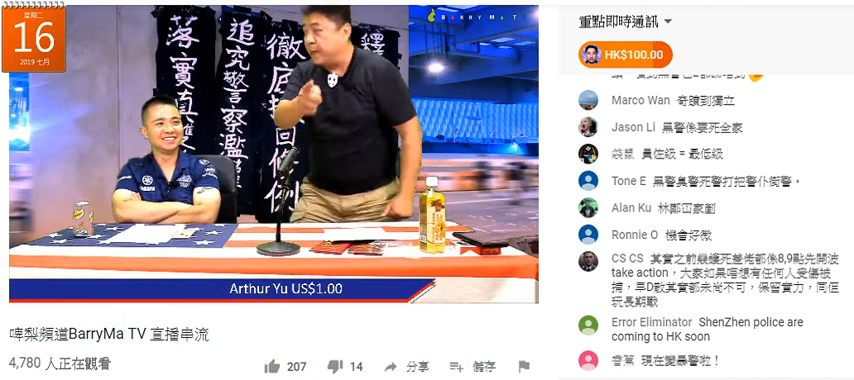 星期二
16
2019 七月
BARRYMA T
落實真雙
追究警察濫
徹底
回條例
YAMAHA
Arthur Yu US$1.00
啤梨頻道BarryMa TV 直播串流
4,780 人正在觀看
207
14
分享
儲存
重點即時通訊
HK$100.00
Marco Wan 奇蹟到獨立
Jason Li 黑警係要死全家
袋鼠 員佐級 = 最低級
Tone E 黑警臭警死警打把警仆街警。
Alan Ku 林鄭冚家剷
Ronnie O 機會好微
CS CS 其實之前幾鑊死差佬都係8,9點先開波
take action，大家如果唔想有任何人受傷被
捕，早D散其實都未尚不可，保留實力，同佢
玩長期戰
Error Eliminator ShenZhen police are
coming to HK soon
現在變暴警啦！